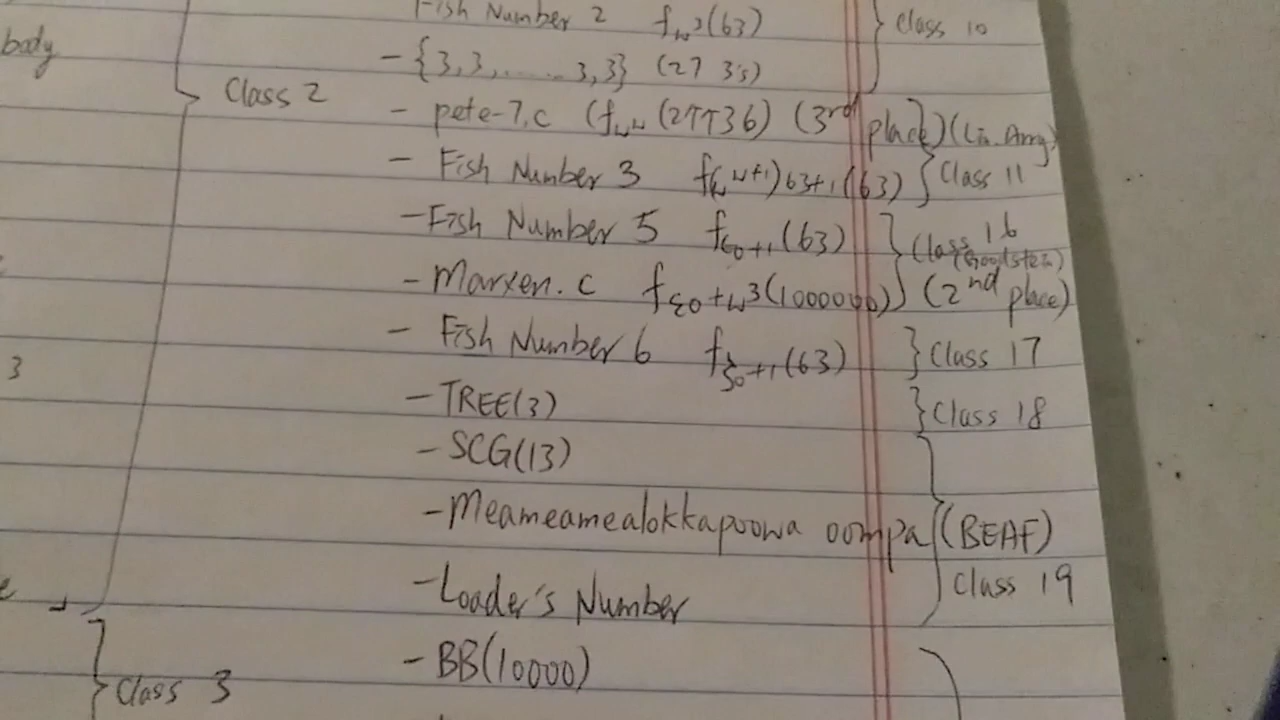 Fish Number 2 f_ω³(63) } Class 10
body
- {3,3,......3,3} (27 3's)
Class 2
- pete-7.c (f_ω^ω (2↑↑36) (3rd place) (Lin. Array)
- Fish Number 3 f(ω^ω+1)63+1(63) } Class 11
- Fish Number 5 f_ε0+1(63) } Class 16
(Goodstein)
- Marxen.c f_ε0+ω³(1000000) (2nd place)
- Fish Number 6 f_ζ0+1(63) } Class 17
3
- TREE(3) } Class 18
- SCG(13)
- Meameamealokkapoowa oompa (BEAF)
Class 19
- Loader's Number
- BB(10000)
Class 3